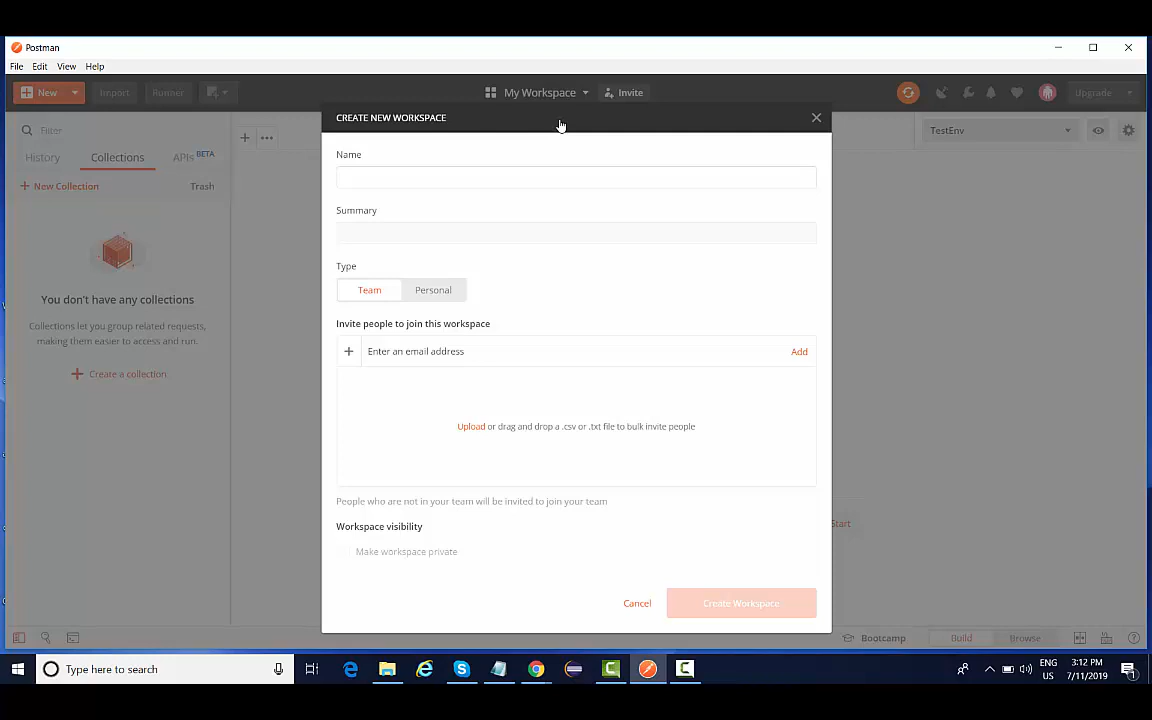 Postman
File Edit View Help
New Import Runner My Workspace Invite Upgrade
CREATE NEW WORKSPACE
Filter
TestEnv
History Collections APIs BETA
New Collection Trash
You don't have any collections
Collections let you group related requests,
making them easier to access and run.
Create a collection
Name
Summary
Type
Team Personal
Invite people to join this workspace
Enter an email address Add
Upload or drag and drop a .csv or .txt file to bulk invite people
People who are not in your team will be invited to join your team
Start
Workspace visibility
Make workspace private
Cancel Create Workspace
Bootcamp Build Browse
Type here to search
ENG
US
3:12 PM
7/11/2019